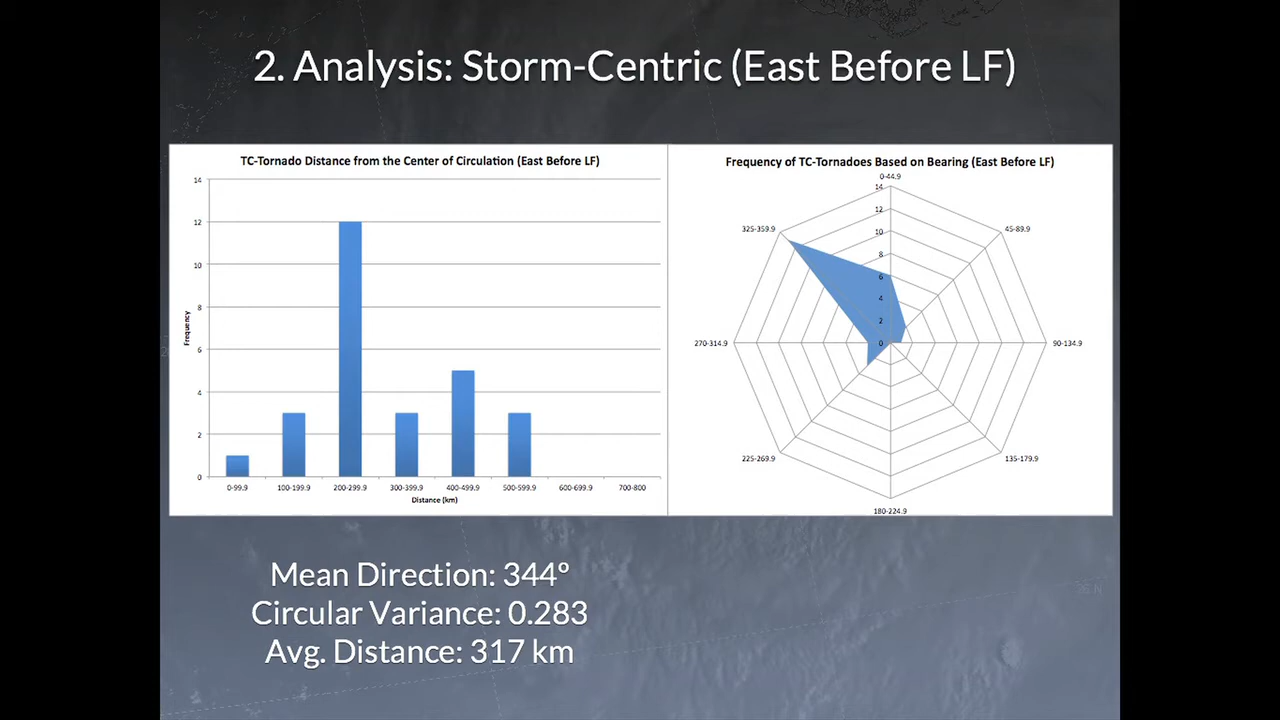 2. Analysis: Storm-Centric (East Before LF)
TC-Tornado Distance from the Center of Circulation (East Before LF)
14
12
10
8
6
4
2
0
Frequency
0-99.9 100-199.9 200-299.9 300-399.9 400-499.9 500-599.9 600-699.9 700-800
Distance (km)
Frequency of TC-Tornadoes Based on Bearing (East Before LF)
0-44.9
14
12
10
8
6
4
2
0
45-89.9
90-134.9
135-179.9
180-224.9
225-269.9
270-314.9
325-359.9
Mean Direction: 344º
Circular Variance: 0.283
Avg. Distance: 317 km